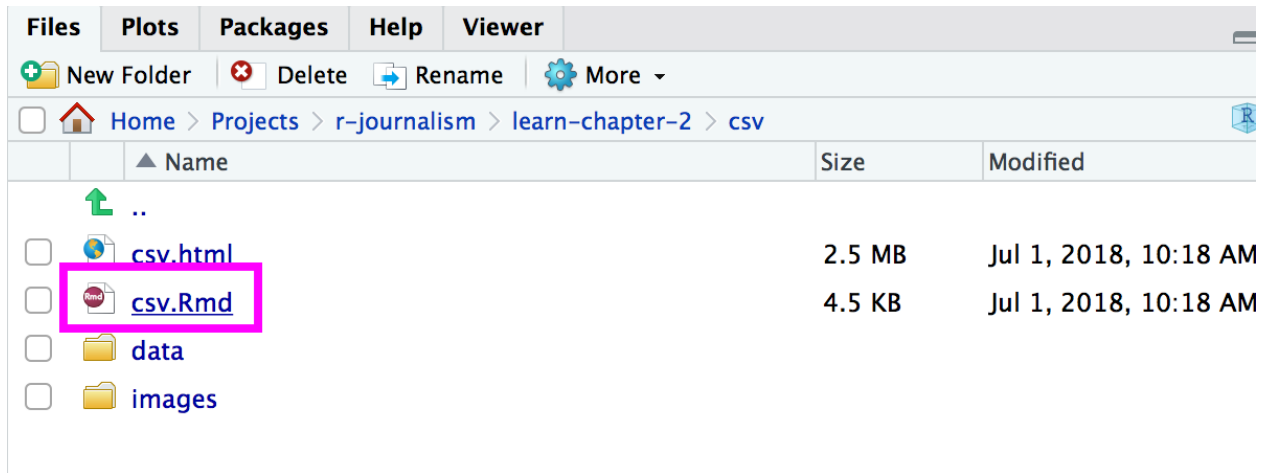 Files Plots Packages Help Viewer
New Folder Delete Rename More
Home > Projects > r-journalism > learn-chapter-2 > csv R
Name Size Modified
..
csv.html 2.5 MB Jul 1, 2018, 10:18 AM
Rmd csv.Rmd 4.5 KB Jul 1, 2018, 10:18 AM
data
images